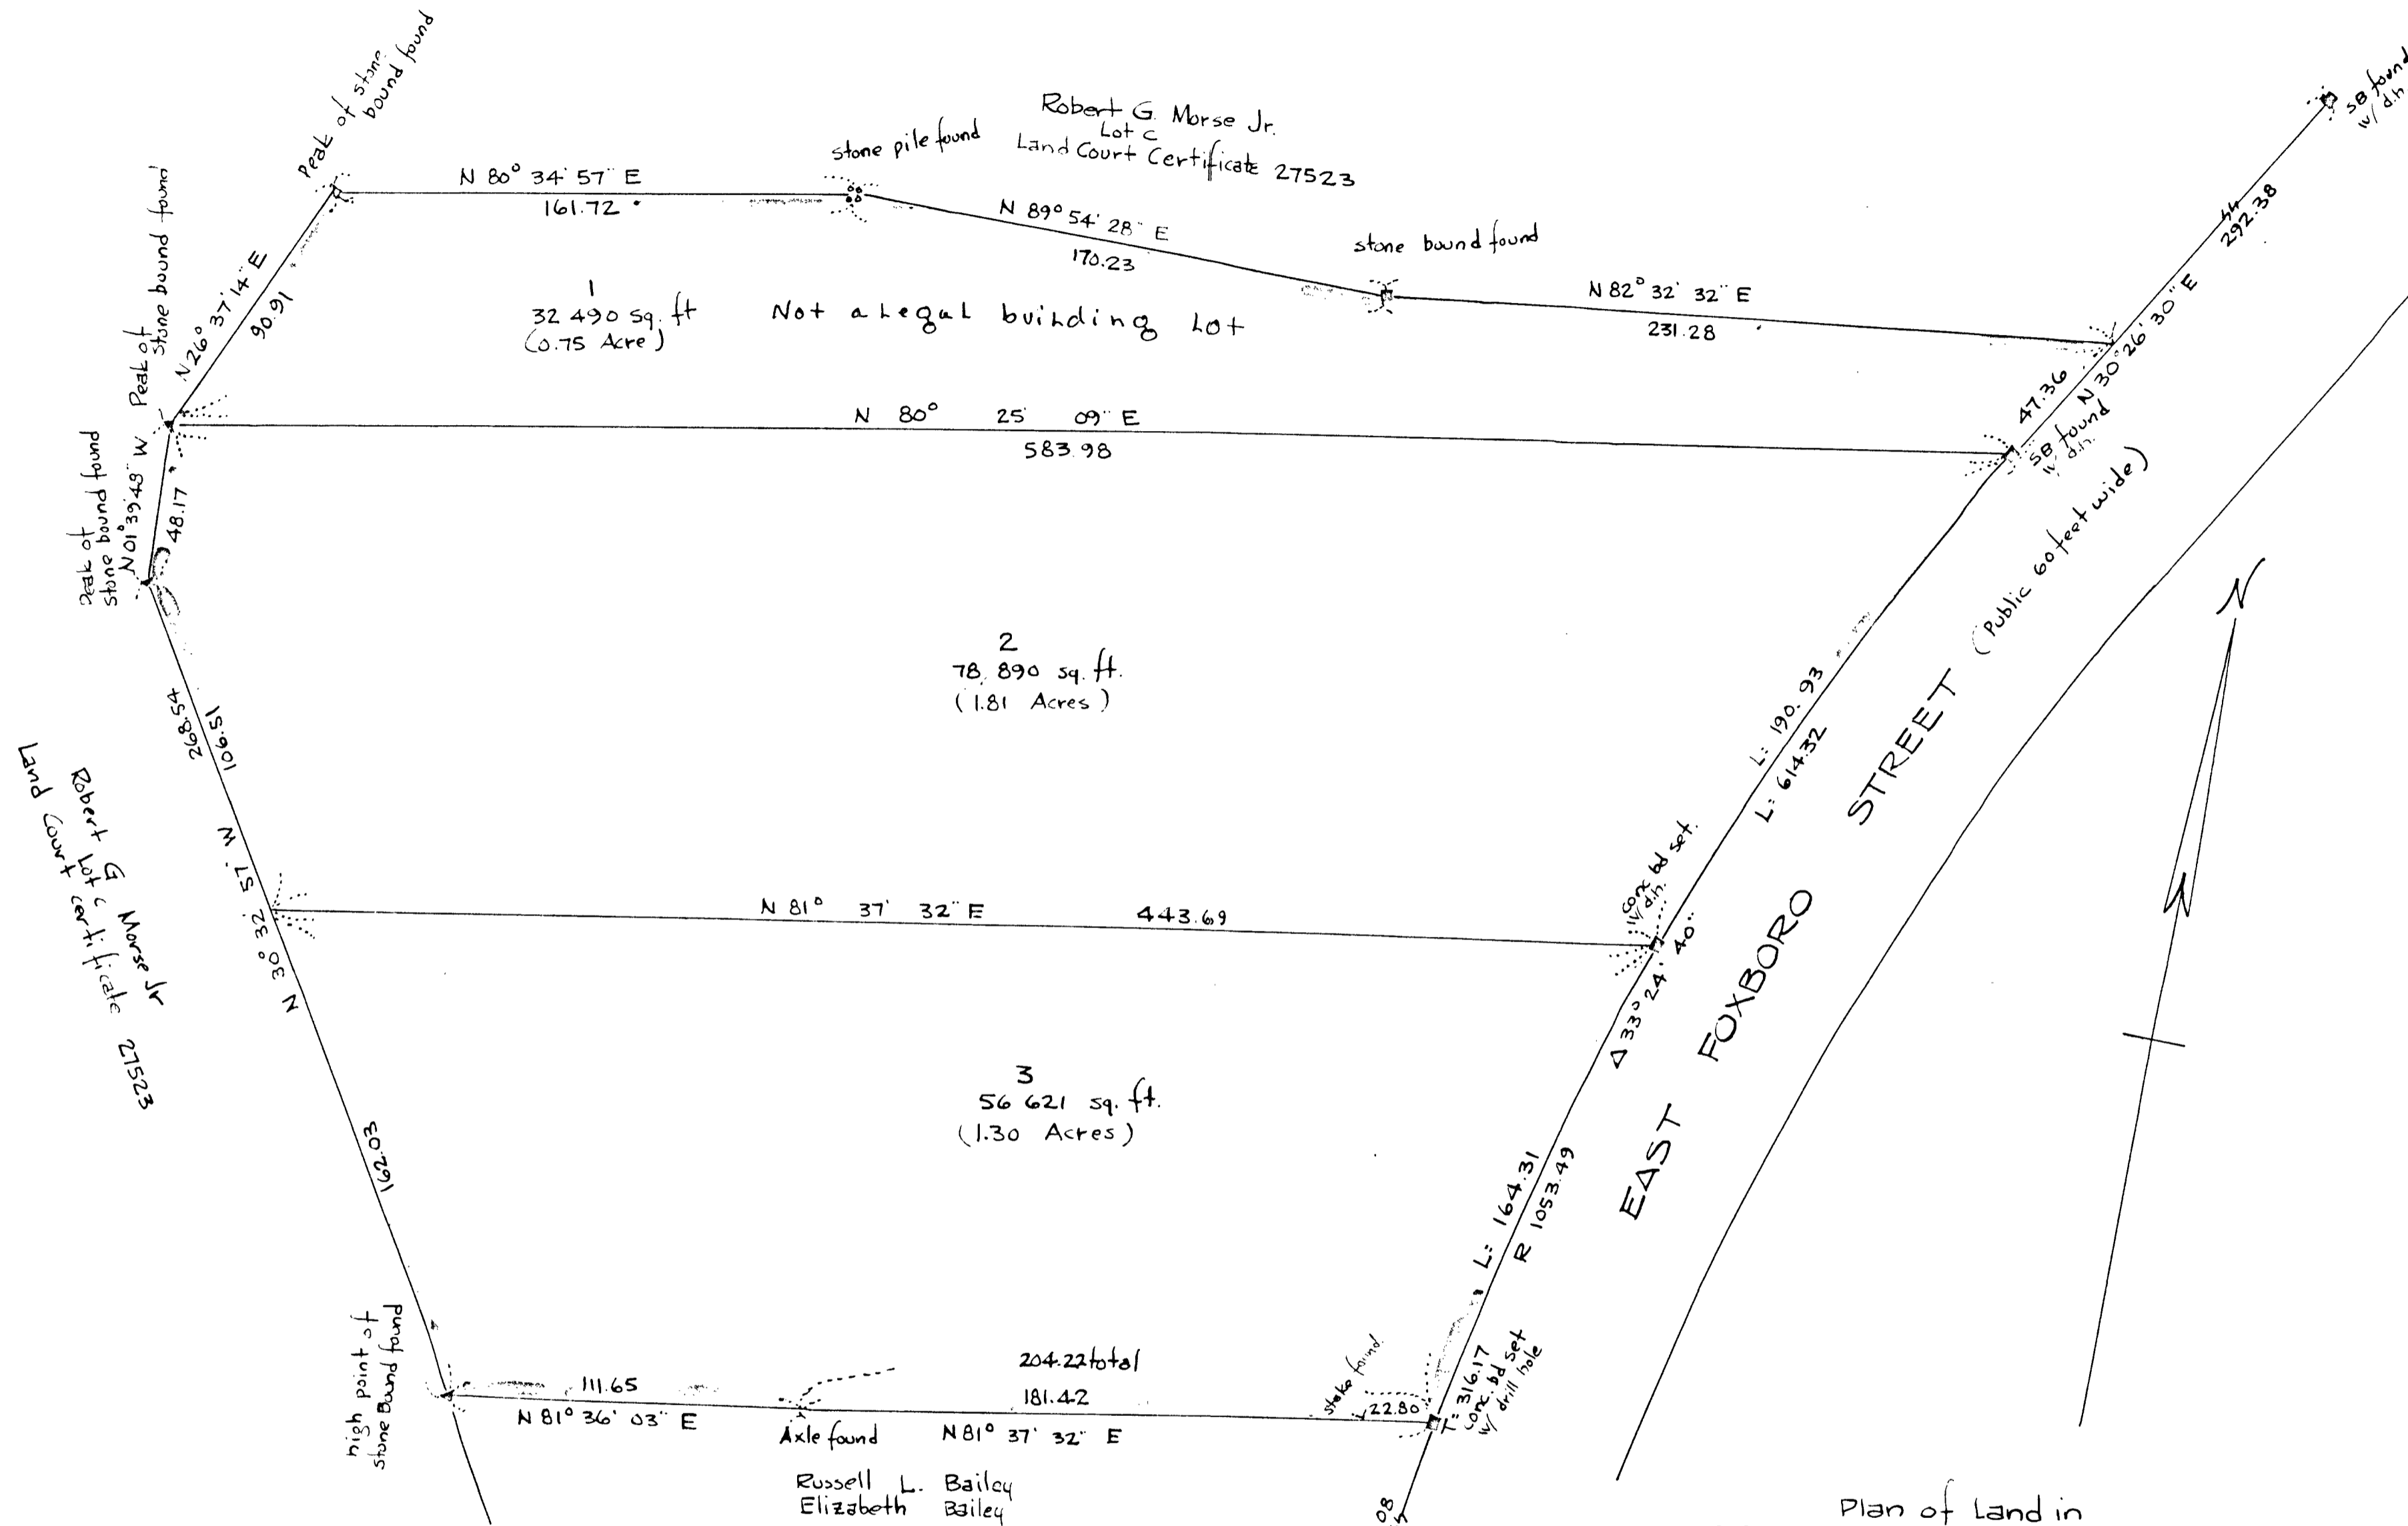 Peak of stone
bound found
Robert G. Morse Jr.
Lot C
Land Court Certificate 27523
stone pile found
SB found
w/ d.h.
N 80° 34' 57" E
161.72
N 89° 54' 28" E
170.23
stone bound found
N 82° 32' 32" E
231.28
292.38
N 30° 26' 30" E
47.36
SB found
w/ d.h.
Peak of
stone bound found
N 26° 37' 14" E
90.91
1
32 490 sq. ft
(0.75 Acre)
Not a Legal building Lot
N 80° 25' 09" E
583.98
Peak of
stone bound found
N 01° 39' 48" W
48.17
(Public 60 feet wide)
N
2
78,890 sq. ft.
(1.81 Acres)
268.54
106.51
N 30° 32' 57" W
162.03
Robert G Morse Jr
Lot C
Land Court Certificate 27523
L= 190.93
L= 614.32
EAST FOXBORO STREET
Conc bd set.
w/ d.h.
N 81° 37' 32" E
443.69
Δ 33° 24' 40"
3
56 621 sq. ft.
(1.30 Acres)
L= 164.31
R 1053.49
T= 316.17
conc. bd set
w/ drill hole
high point of
stone Bound found
111.65
N 81° 36' 03" E
Axle found
204.22 total
181.42
N 81° 37' 32" E
stake found.
22.80
Russell L. Bailey
Elizabeth Bailey
Plan of Land in